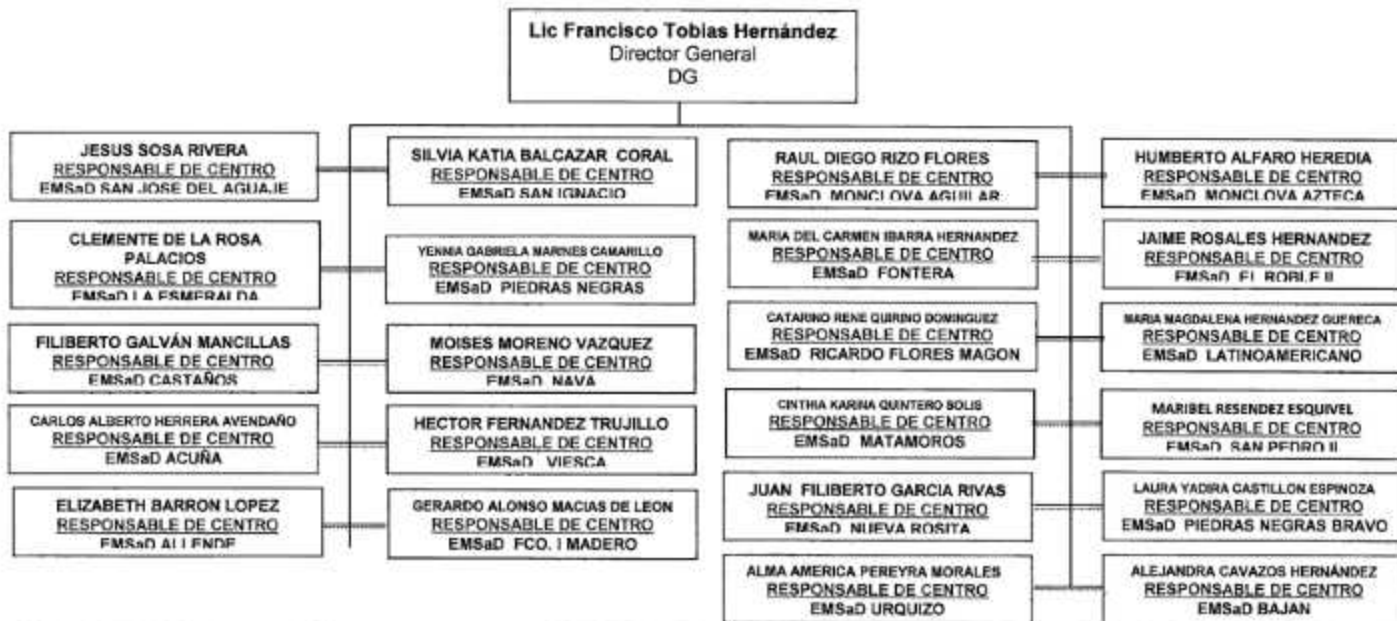 Lic Francisco Tobias Hernández
Director General
DG
JESUS SOSA RIVERA
RESPONSABLE DE CENTRO
EMSaD SAN JOSE DEL AGUAJE
SILVIA KATIA BALCAZAR CORAL
RESPONSABLE DE CENTRO
EMSaD SAN IGNACIO
RAUL DIEGO RIZO FLORES
RESPONSABLE DE CENTRO
EMSaD MONCLOVA AGUILAR
HUMBERTO ALFARO HEREDIA
RESPONSABLE DE CENTRO
EMSaD MONCLOVA AZTECA
CLEMENTE DE LA ROSA
PALACIOS
RESPONSABLE DE CENTRO
EMSaD LA ESMERALDA
YENNIA GABRIELA MARINES CAMARILLO
RESPONSABLE DE CENTRO
EMSaD PIEDRAS NEGRAS
MARIA DEL CARMEN IBARRA HERNANDEZ
RESPONSABLE DE CENTRO
EMSaD FONTERA
JAIME ROSALES HERNANDEZ
RESPONSABLE DE CENTRO
EMSaD EL ROBLE II
FILIBERTO GALVÁN MANCILLAS
RESPONSABLE DE CENTRO
EMSaD CASTAÑOS
MOISES MORENO VAZQUEZ
RESPONSABLE DE CENTRO
EMSaD NAVA
CATARINO RENE QUIRINO DOMINGUEZ
RESPONSABLE DE CENTRO
EMSaD RICARDO FLORES MAGON
MARIA MAGDALENA HERNANDEZ GUERECA
RESPONSABLE DE CENTRO
EMSaD LATINOAMERICANO
CARLOS ALBERTO HERRERA AVENDAÑO
RESPONSABLE DE CENTRO
EMSaD ACUÑA
HECTOR FERNANDEZ TRUJILLO
RESPONSABLE DE CENTRO
EMSaD VIESCA
CINTHIA KARINA QUINTERO SOLIS
RESPONSABLE DE CENTRO
EMSaD MATAMOROS
MARIBEL RESENDEZ ESQUIVEL
RESPONSABLE DE CENTRO
EMSaD SAN PEDRO II
ELIZABETH BARRON LOPEZ
RESPONSABLE DE CENTRO
EMSaD ALLENDE
GERARDO ALONSO MACIAS DE LEON
RESPONSABLE DE CENTRO
EMSaD FCO. I MADERO
JUAN FILIBERTO GARCIA RIVAS
RESPONSABLE DE CENTRO
EMSaD NUEVA ROSITA
LAURA YADIRA CASTILLON ESPINOZA
RESPONSABLE DE CENTRO
EMSaD PIEDRAS NEGRAS BRAVO
ALMA AMERICA PEREYRA MORALES
RESPONSABLE DE CENTRO
EMSaD URQUIZO
ALEJANDRA CAVAZOS HERNÁNDEZ
RESPONSABLE DE CENTRO
EMSaD BAJAN